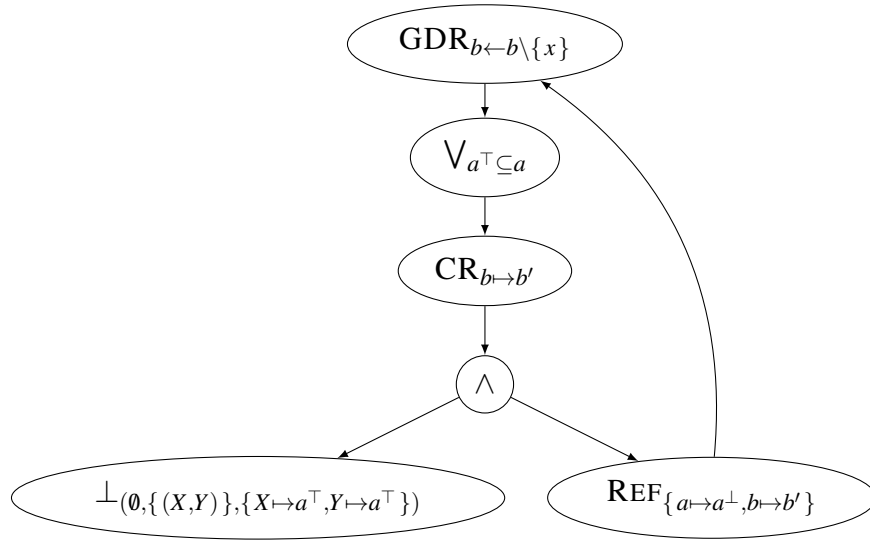 GDR_{b←b\{x}}
⋁_{a^⊤⊆a}
CR_{b↦b′}
∧
⊥_{(∅,{(X,Y)},{X↦a^⊤,Y↦a^⊤})}
REF_{{a↦a^⊥,b↦b′}}